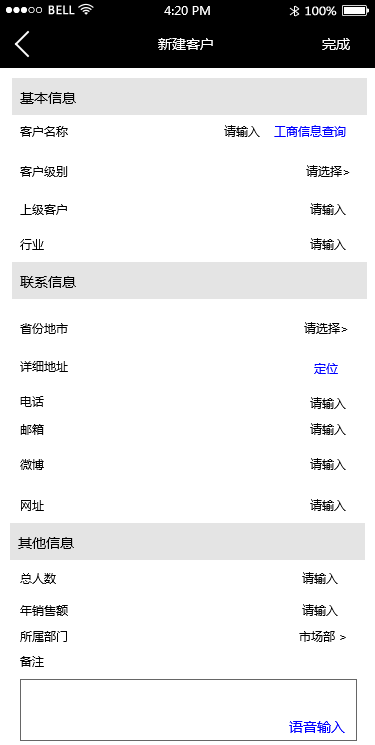 BELL 4:20 PM 100%
新建客户 完成
基本信息
客户名称 请输入 工商信息查询
客户级别 请选择>
上级客户 请输入
行业 请输入
联系信息
省份地市 请选择>
详细地址 定位
电话 请输入
邮箱 请输入
微博 请输入
网址 请输入
其他信息
总人数 请输入
年销售额 请输入
所属部门 市场部 >
备注
语音输入